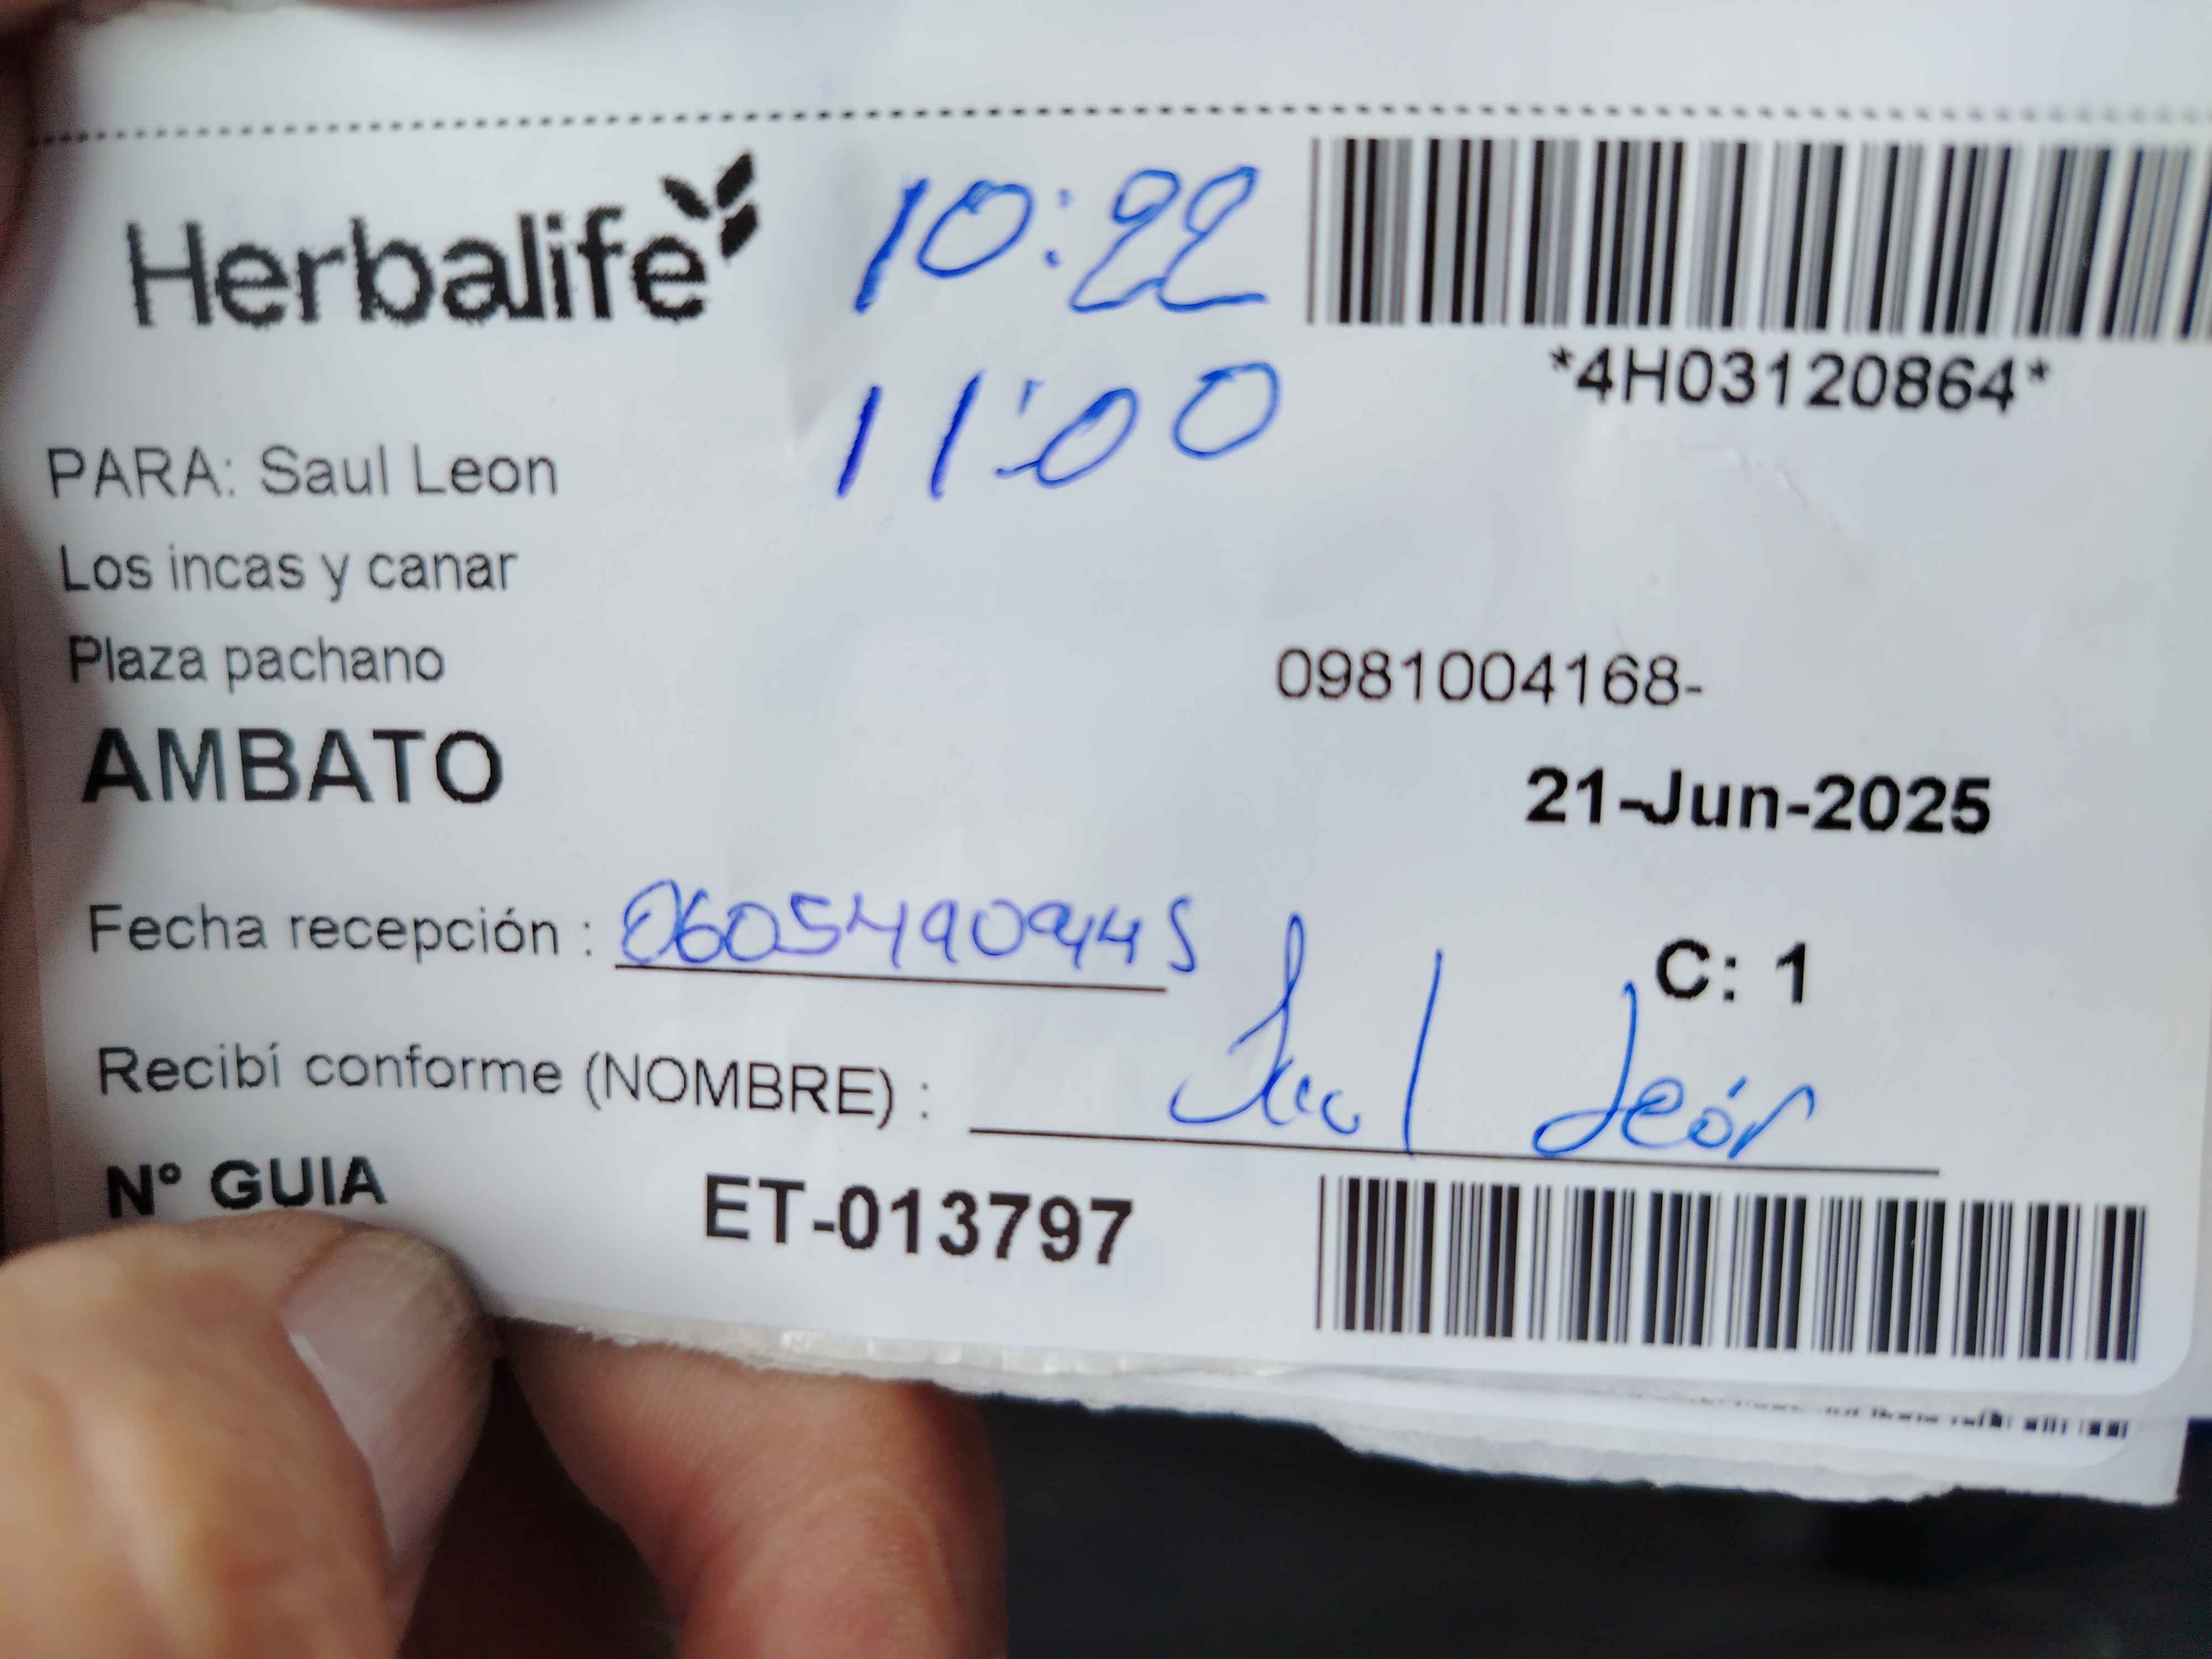 Herbalife
10:22
11:00
*4H03120864*
PARA: Saul Leon
Los incas y canar
Plaza pachano
0981004168-
AMBATO
21-Jun-2025
Fecha recepción : 0605490944S
C: 1
Recibí conforme (NOMBRE) : Saul León
N° GUIA ET-013797